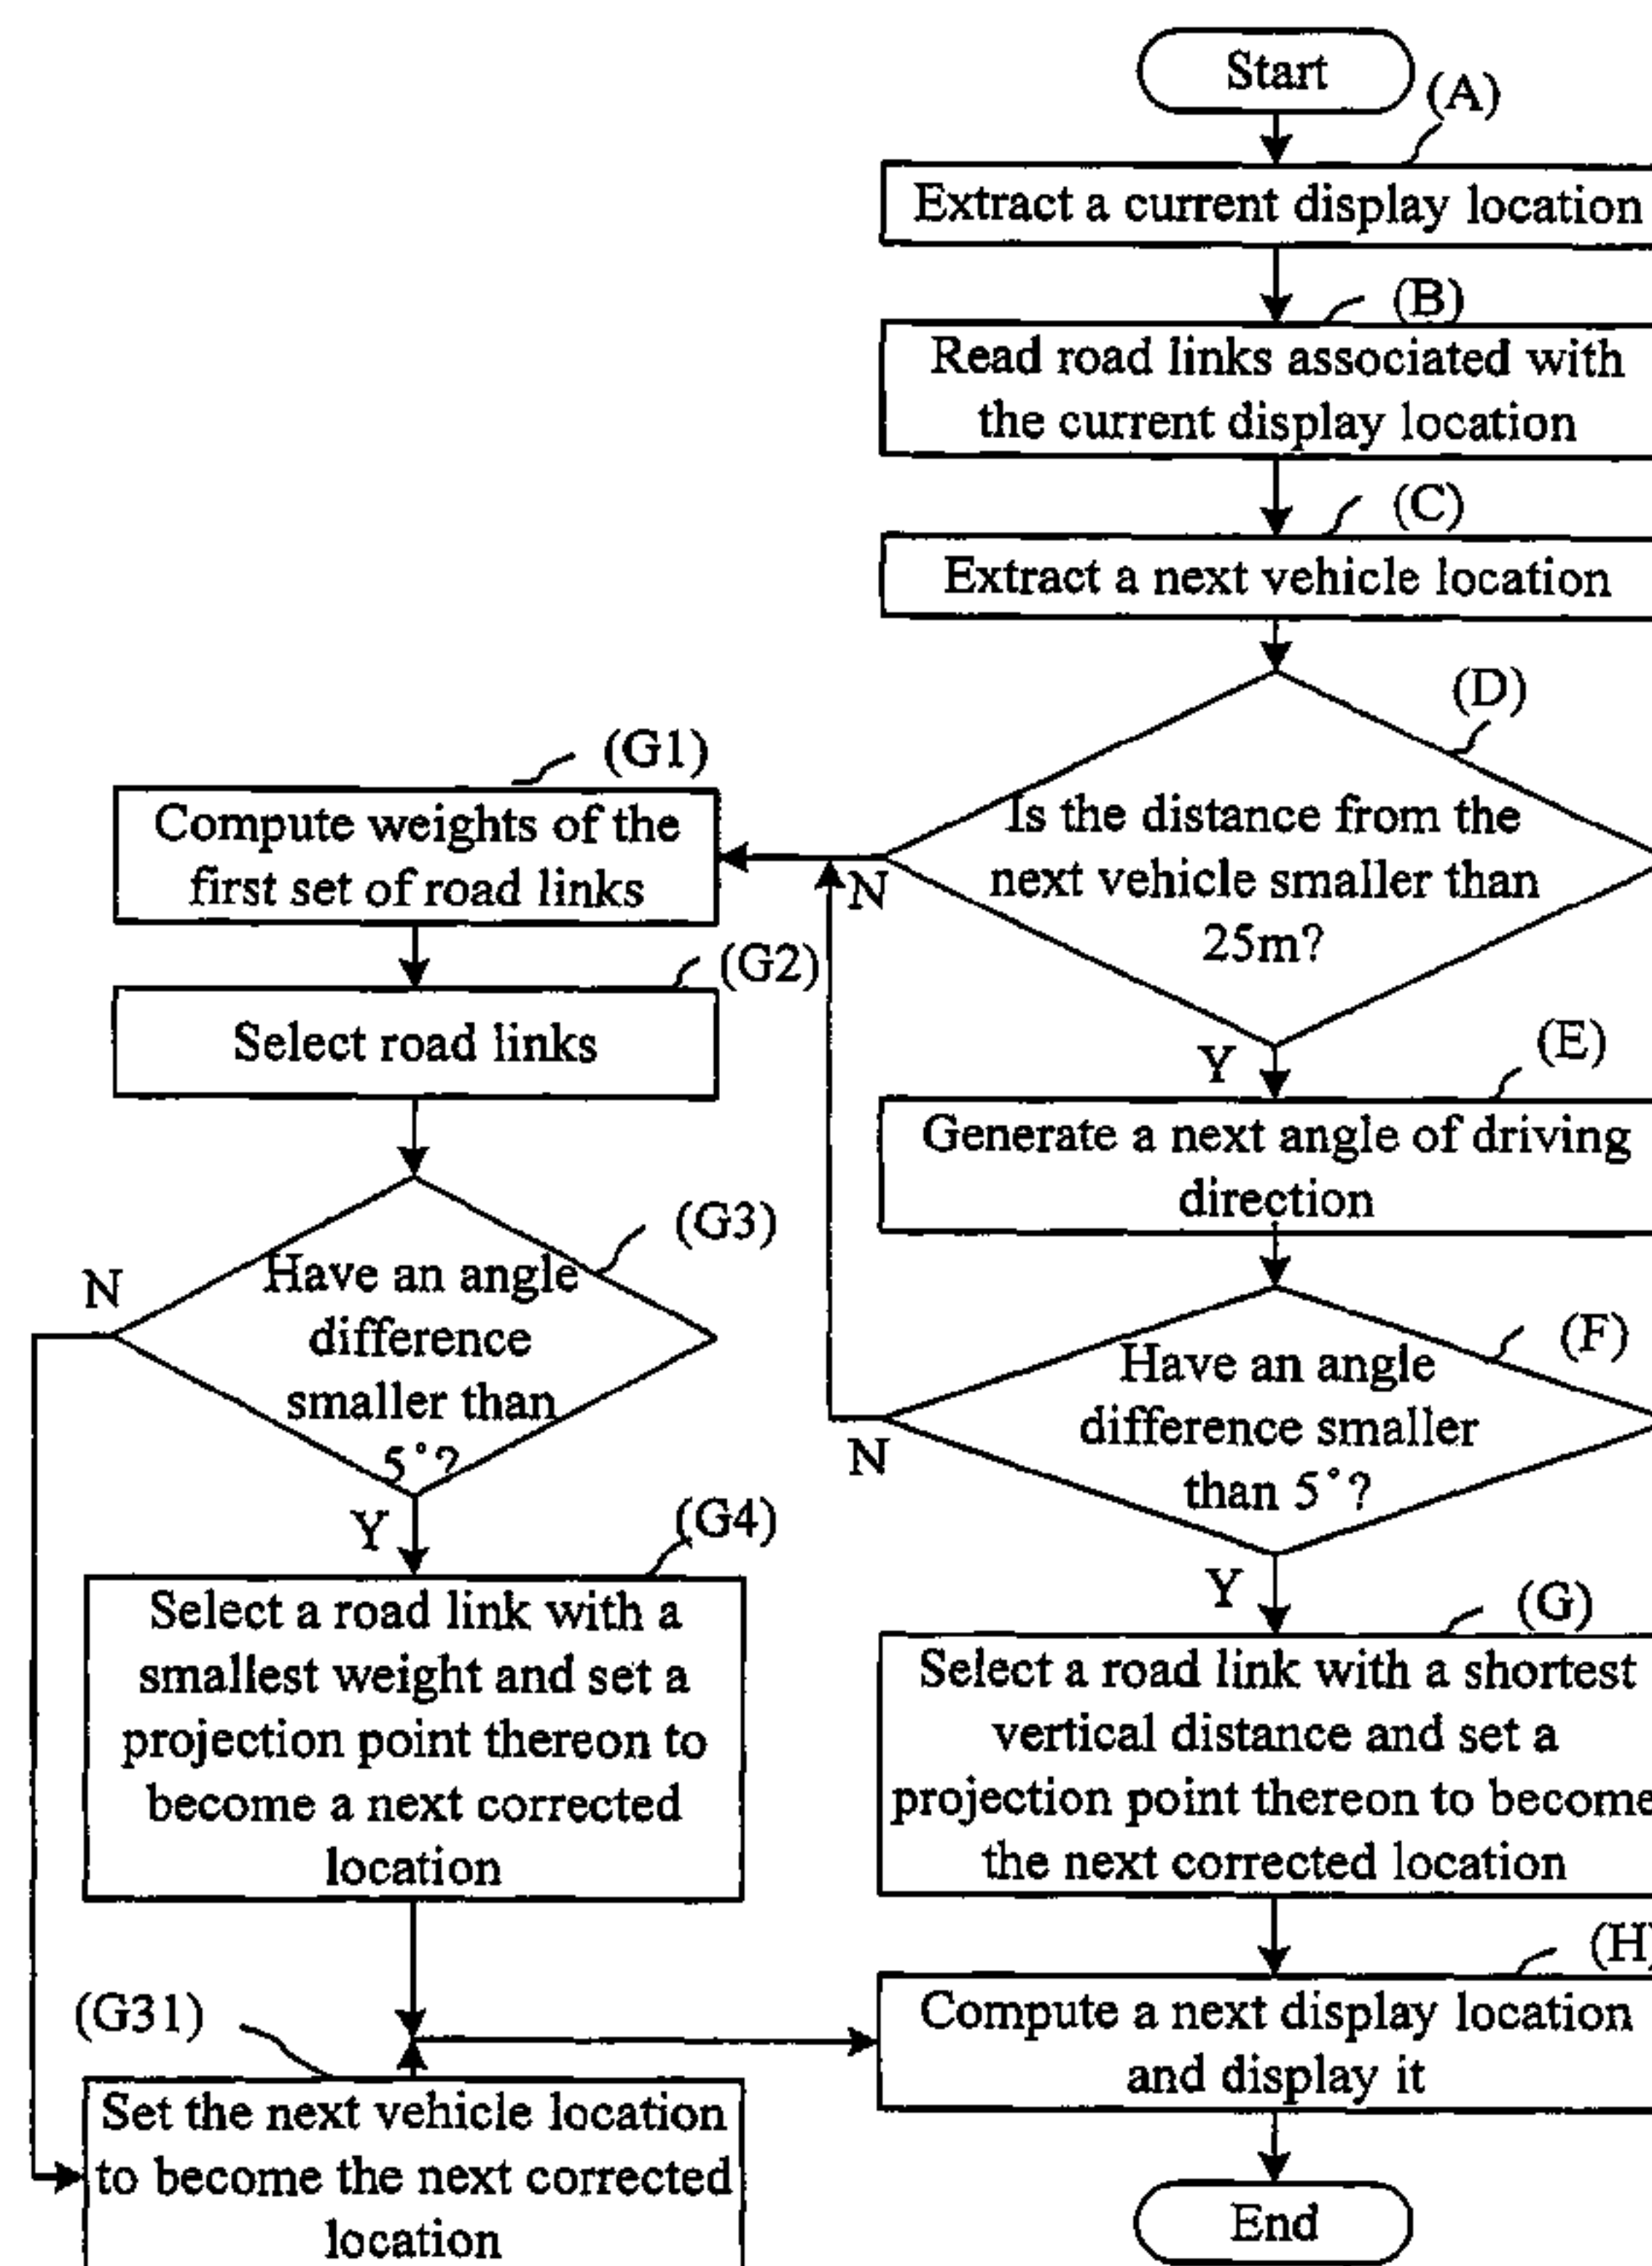 Start
(A)
Extract a current display location
(B)
Read road links associated with
the current display location
(C)
Extract a next vehicle location
(D)
Is the distance from the
next vehicle smaller than
25m?
N
Y
(E)
Generate a next angle of driving
direction
(F)
Have an angle
difference smaller
than 5°?
N
Y
(G)
Select a road link with a shortest
vertical distance and set a
projection point thereon to become
the next corrected location
(H)
Compute a next display location
and display it
End
(G1)
Compute weights of the
first set of road links
(G2)
Select road links
(G3)
Have an angle
difference
smaller than
5°?
N
Y
(G4)
Select a road link with a
smallest weight and set a
projection point thereon to
become a next corrected
location
(G31)
Set the next vehicle location
to become the next corrected
location